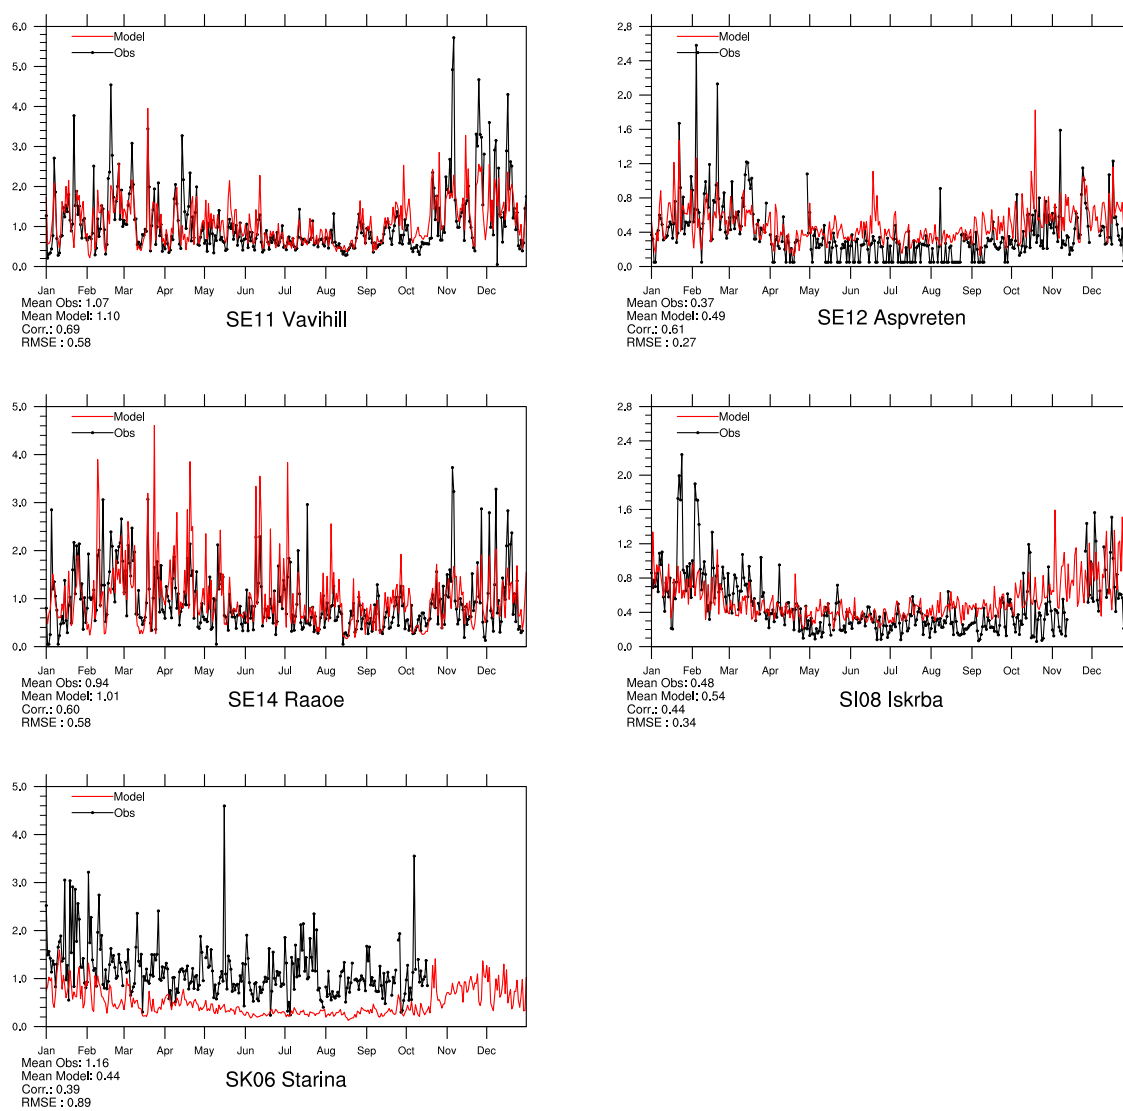 6.0
5.0
4.0
3.0
2.0
1.0
0.0
Model
Obs
Jan Feb Mar Apr May Jun Jul Aug Sep Oct Nov Dec
Mean Obs: 1.07
Mean Model: 1.10
Corr.: 0.69
RMSE : 0.58
SE11 Vavihill
2.8
2.4
2.0
1.6
1.2
0.8
0.4
0.0
Model
Obs
Jan Feb Mar Apr May Jun Jul Aug Sep Oct Nov Dec
Mean Obs: 0.37
Mean Model: 0.49
Corr.: 0.61
RMSE : 0.27
SE12 Aspvreten
5.0
4.0
3.0
2.0
1.0
0.0
Model
Obs
Jan Feb Mar Apr May Jun Jul Aug Sep Oct Nov Dec
Mean Obs: 0.94
Mean Model: 1.01
Corr.: 0.60
RMSE : 0.58
SE14 Raaoe
2.8
2.4
2.0
1.6
1.2
0.8
0.4
0.0
Model
Obs
Jan Feb Mar Apr May Jun Jul Aug Sep Oct Nov Dec
Mean Obs: 0.48
Mean Model: 0.54
Corr.: 0.44
RMSE : 0.34
SI08 Iskrba
5.0
4.0
3.0
2.0
1.0
0.0
Model
Obs
Jan Feb Mar Apr May Jun Jul Aug Sep Oct Nov Dec
Mean Obs: 1.16
Mean Model: 0.44
Corr.: 0.39
RMSE : 0.89
SK06 Starina